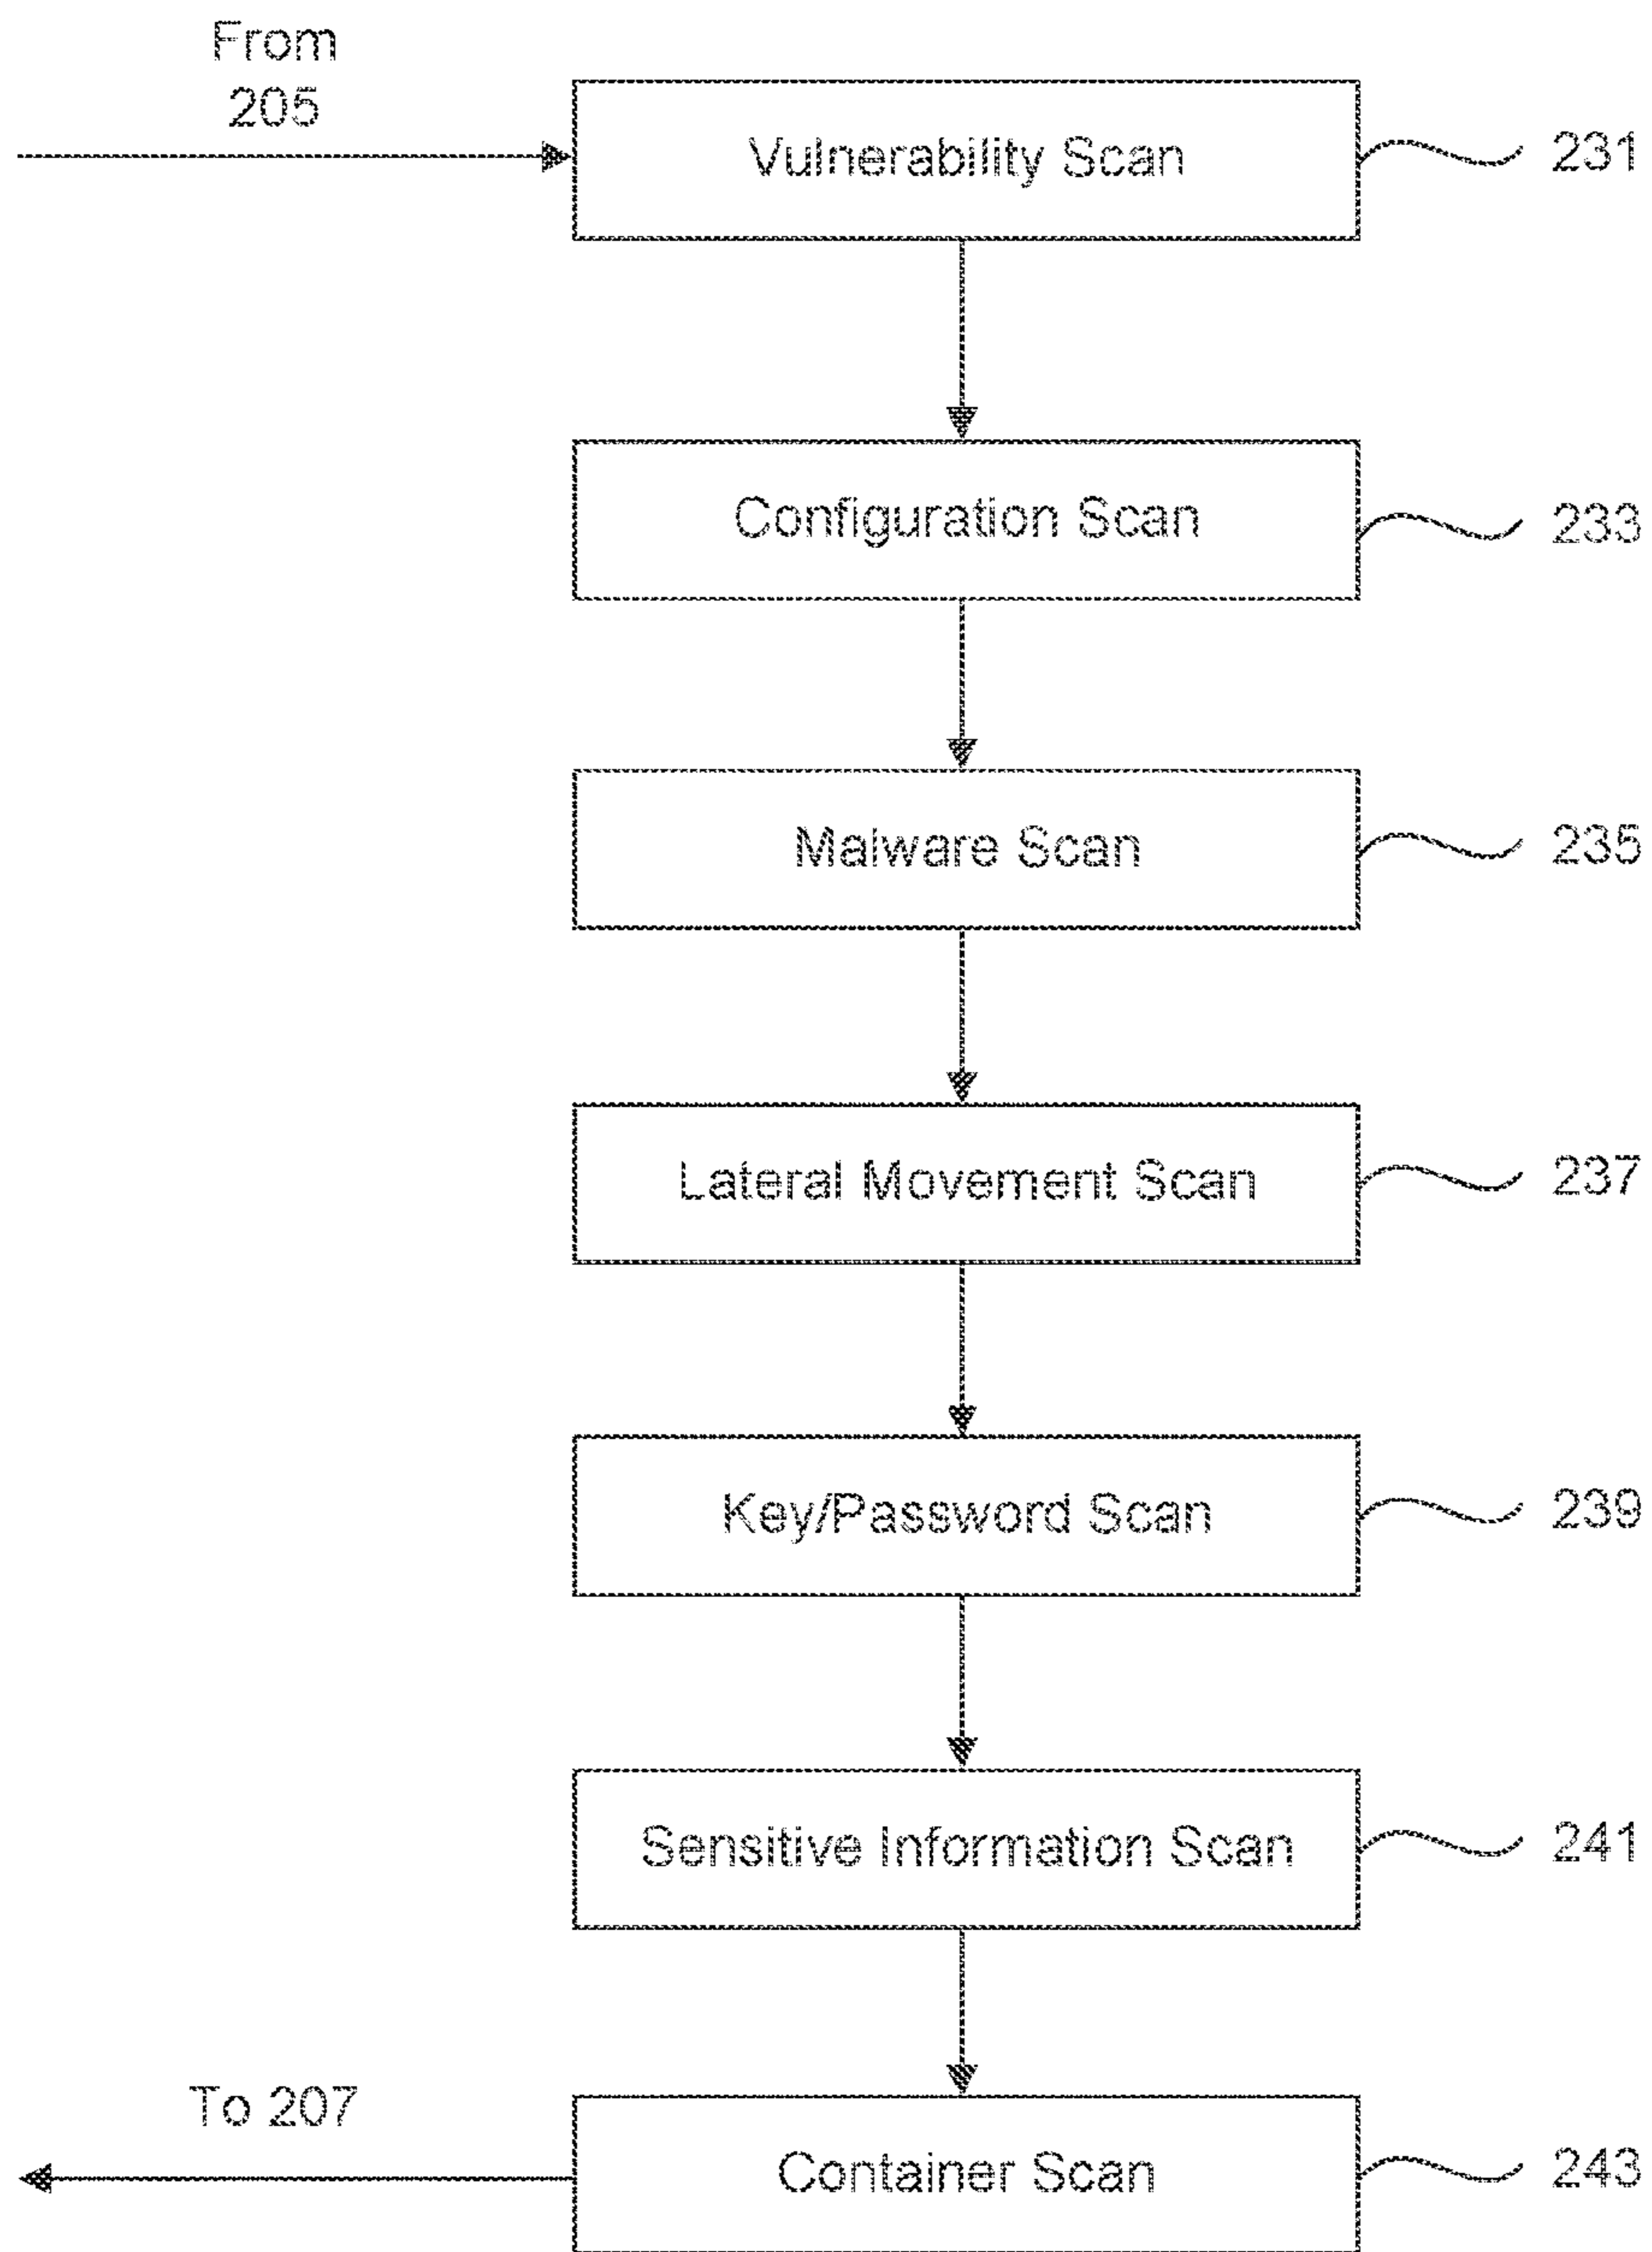 From
205
Vulnerability Scan
231
Configuration Scan
233
Malware Scan
235
Lateral Movement Scan
237
Key/Password Scan
239
Sensitive Information Scan
241
To 207
Container Scan
243